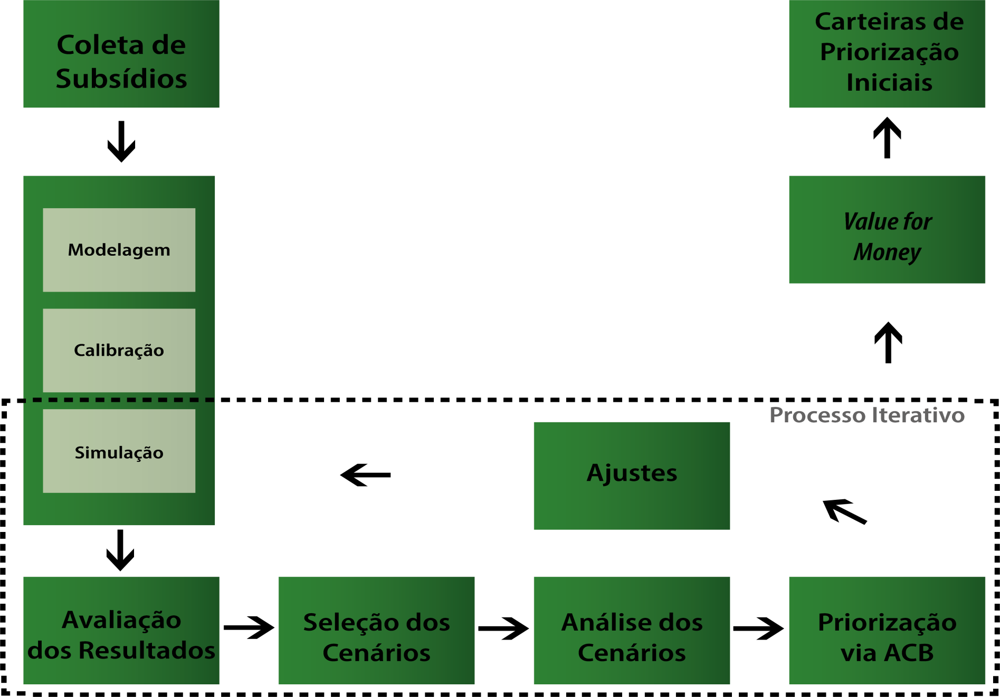 Coleta de
Subsídios
Carteiras de
Priorização
Iniciais
Modelagem
Value for
Money
Calibração
Processo Iterativo
Simulação
Ajustes
Avaliação
dos Resultados
Seleção dos
Cenários
Análise dos
Cenários
Priorização
via ACB